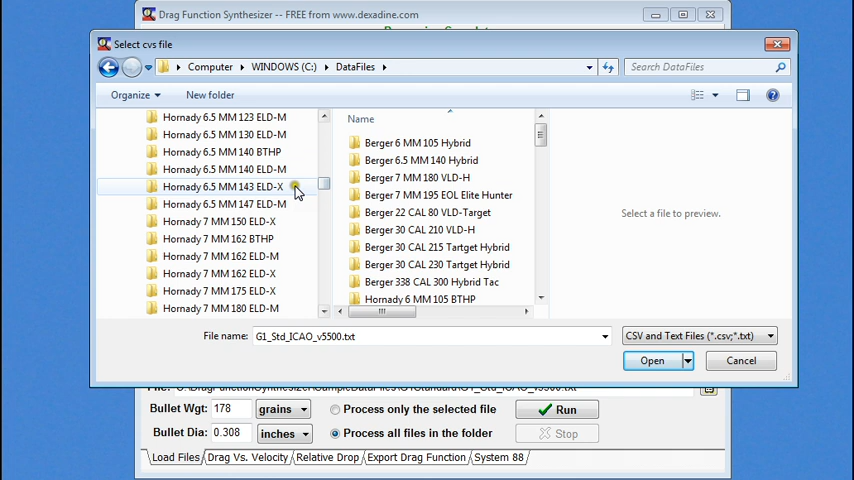 Drag Function Synthesizer -- FREE from www.dexadine.com
Select cvs file
Computer WINDOWS (C:) DataFiles Search DataFiles
Organize New folder
Name
Hornady 6.5 MM 123 ELD-M
Hornady 6.5 MM 130 ELD-M
Hornady 6.5 MM 140 BTHP
Hornady 6.5 MM 140 ELD-M
Hornady 6.5 MM 143 ELD-X
Hornady 6.5 MM 147 ELD-M
Hornady 7 MM 150 ELD-X
Hornady 7 MM 162 BTHP
Hornady 7 MM 162 ELD-M
Hornady 7 MM 162 ELD-X
Hornady 7 MM 175 ELD-X
Hornady 7 MM 180 ELD-M
Berger 6 MM 105 Hybrid
Berger 6.5 MM 140 Hybrid
Berger 7 MM 180 VLD-H
Berger 7 MM 195 EOL Elite Hunter
Berger 22 CAL 80 VLD-Target
Berger 30 CAL 210 VLD-H
Berger 30 CAL 215 Tartget Hybrid
Berger 30 CAL 230 Tartget Hybrid
Berger 338 CAL 300 Hybrid Tac
Hornady 6 MM 105 BTHP
Select a file to preview.
File name: G1_Std_ICAO_v5500.txt CSV and Text Files (*.csv;*.txt)
Open Cancel
Bullet Wgt: 178 grains Process only the selected file Run
Bullet Dia: 0.308 inches Process all files in the folder Stop
Load Files Drag Vs. Velocity Relative Drop Export Drag Function System 88